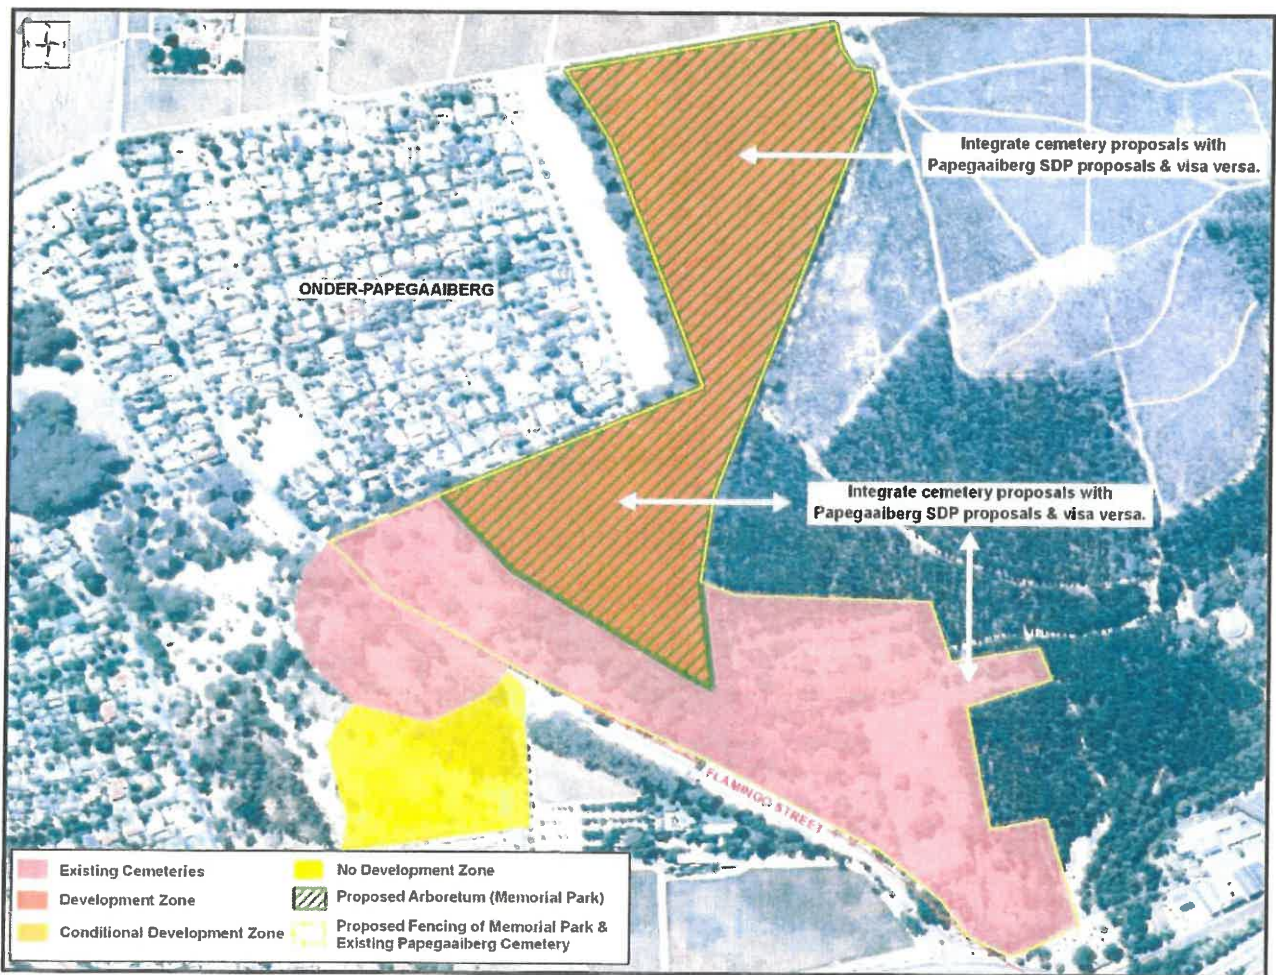 Integrate cemetery proposals with
Papegaaiberg SDP proposals & visa versa.
ONDER-PAPEGAAIBERG
Integrate cemetery proposals with
Papegaaiberg SDP proposals & visa versa.
FLAMINGO STREET
Existing Cemeteries
Development Zone
Conditional Development Zone
No Development Zone
Proposed Arboretum (Memorial Park)
Proposed Fencing of Memorial Park &
Existing Papegaaiberg Cemetery